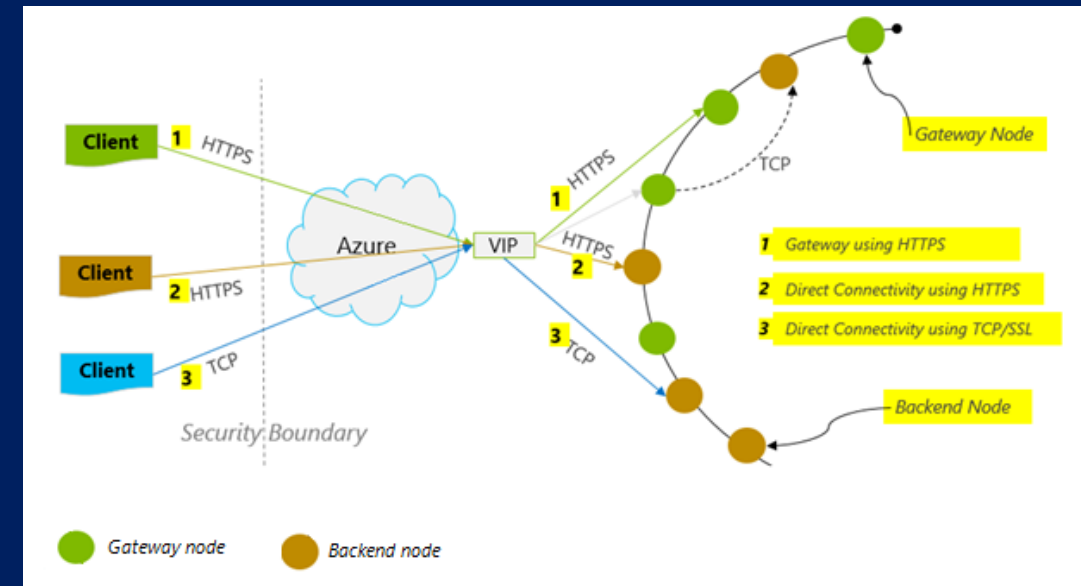 Client
1
HTTPS
Client
2
HTTPS
Client
3
TCP
Security Boundary
Azure
VIP
1
HTTPS
HTTPS
2
3
TCP
TCP
Gateway Node
1 Gateway using HTTPS
2 Direct Connectivity using HTTPS
3 Direct Connectivity using TCP/SSL
Backend Node
Gateway node
Backend node